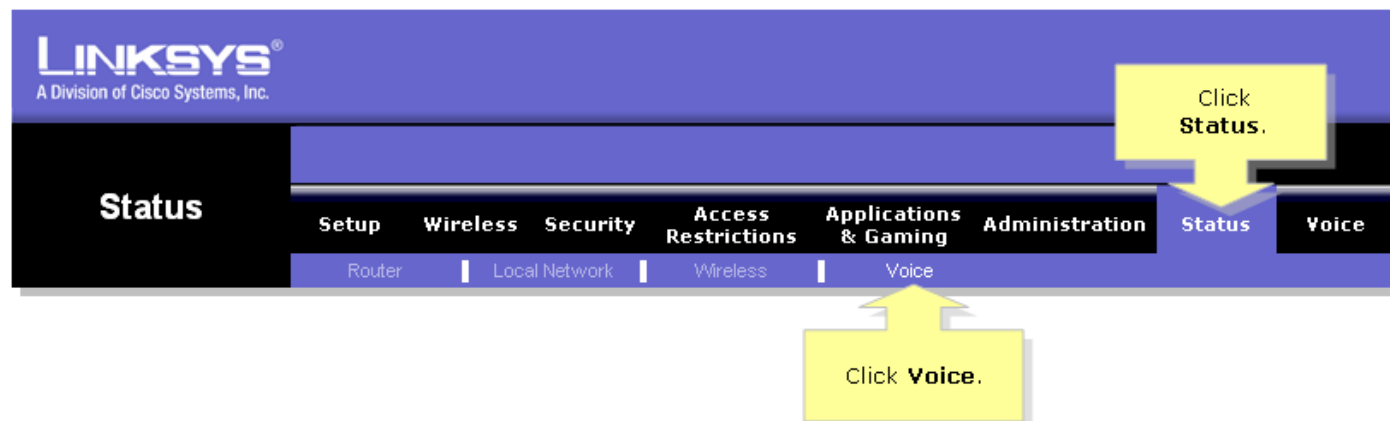 LINKSYS®
A Division of Cisco Systems, Inc.
Click
Status.
Status
Setup Wireless Security Access Restrictions Applications & Gaming Administration Status Voice
Router Local Network Wireless Voice
Click Voice.